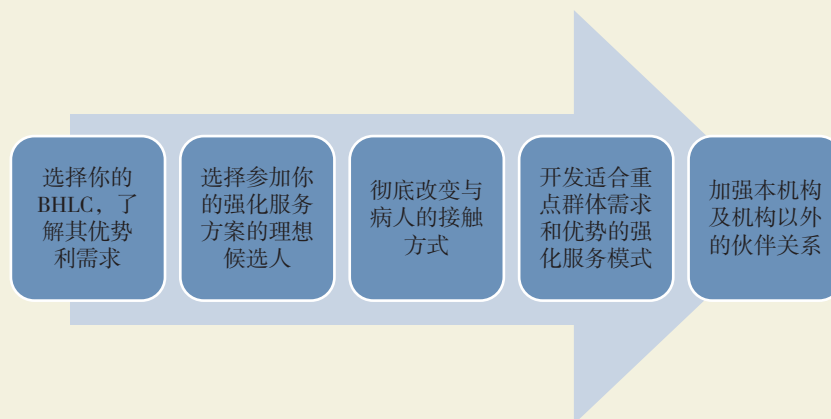 选择你的
BHLC，了
解其优势
利需求
选择参加你
的强化服务
方案的理想
候选人
彻底改变与
病人的接触
方式
开发适合重
点群体需求
和优势的强
化服务模式
加强本机构
及机构以外
的伙伴关系